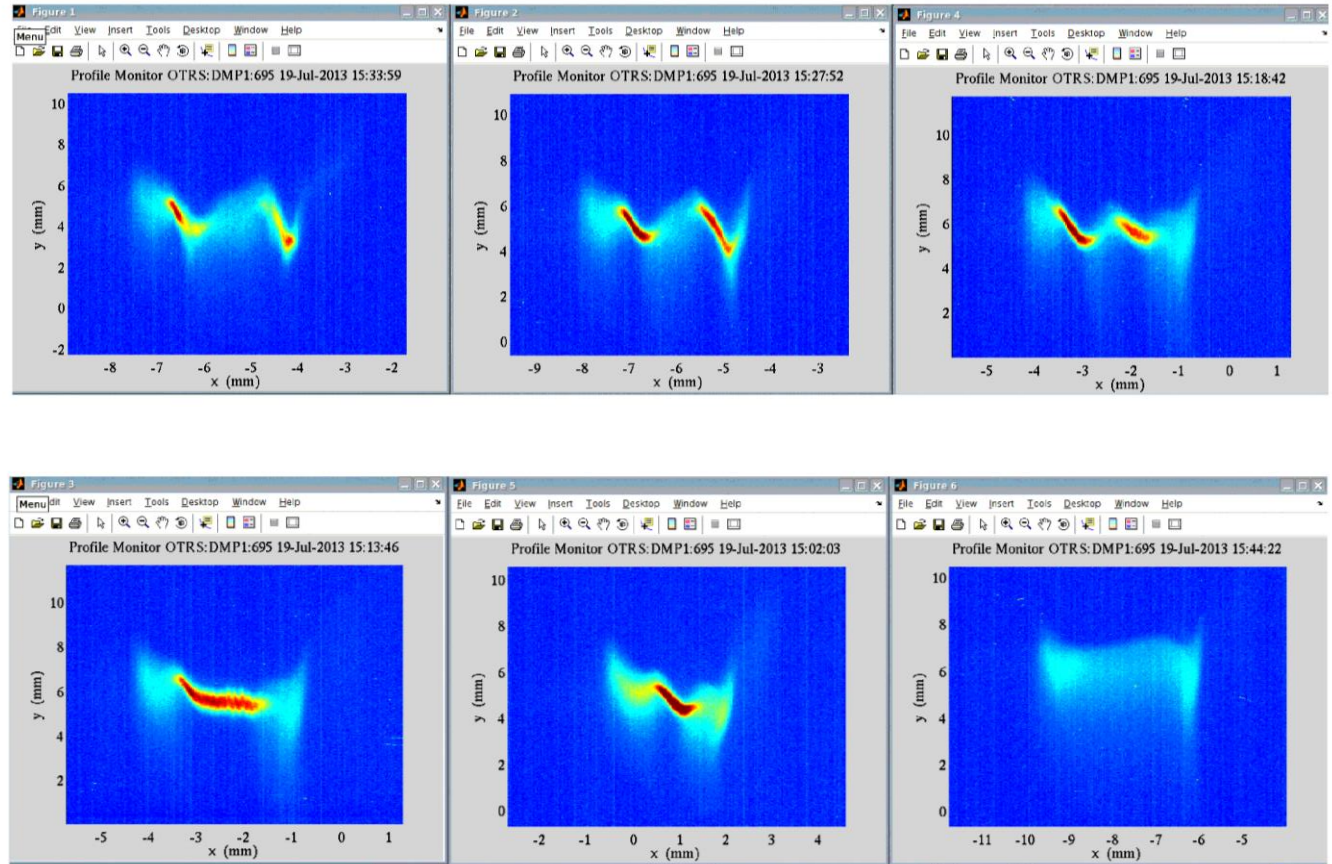 Figure 1
File Edit View Insert Tools Desktop Window Help
Menu
Profile Monitor OTRS:DMP1:695 19-Jul-2013 15:33:59
10
8
6
4
2
0
-2
y (mm)
-8 -7 -6 -5 -4 -3 -2
x (mm)
Figure 2
File Edit View Insert Tools Desktop Window Help
Profile Monitor OTRS:DMP1:695 19-Jul-2013 15:27:52
10
8
6
4
2
0
y (mm)
-9 -8 -7 -6 -5 -4 -3
x (mm)
Figure 4
File Edit View Insert Tools Desktop Window Help
Profile Monitor OTRS:DMP1:695 19-Jul-2013 15:18:42
10
8
6
4
2
y (mm)
-5 -4 -3 -2 -1 0 1
x (mm)
Figure 3
Menu dit View Insert Tools Desktop Window Help
Profile Monitor OTRS:DMP1:695 19-Jul-2013 15:13:46
10
8
6
4
2
y (mm)
-5 -4 -3 -2 -1 0 1
x (mm)
Figure 5
File Edit View Insert Tools Desktop Window Help
Profile Monitor OTRS:DMP1:695 19-Jul-2013 15:02:03
10
8
6
4
2
0
y (mm)
-2 -1 0 1 2 3 4
x (mm)
Figure 6
File Edit View Insert Tools Desktop Window Help
Profile Monitor OTRS:DMP1:695 19-Jul-2013 15:44:22
10
8
6
4
2
0
y (mm)
-11 -10 -9 -8 -7 -6 -5
x (mm)